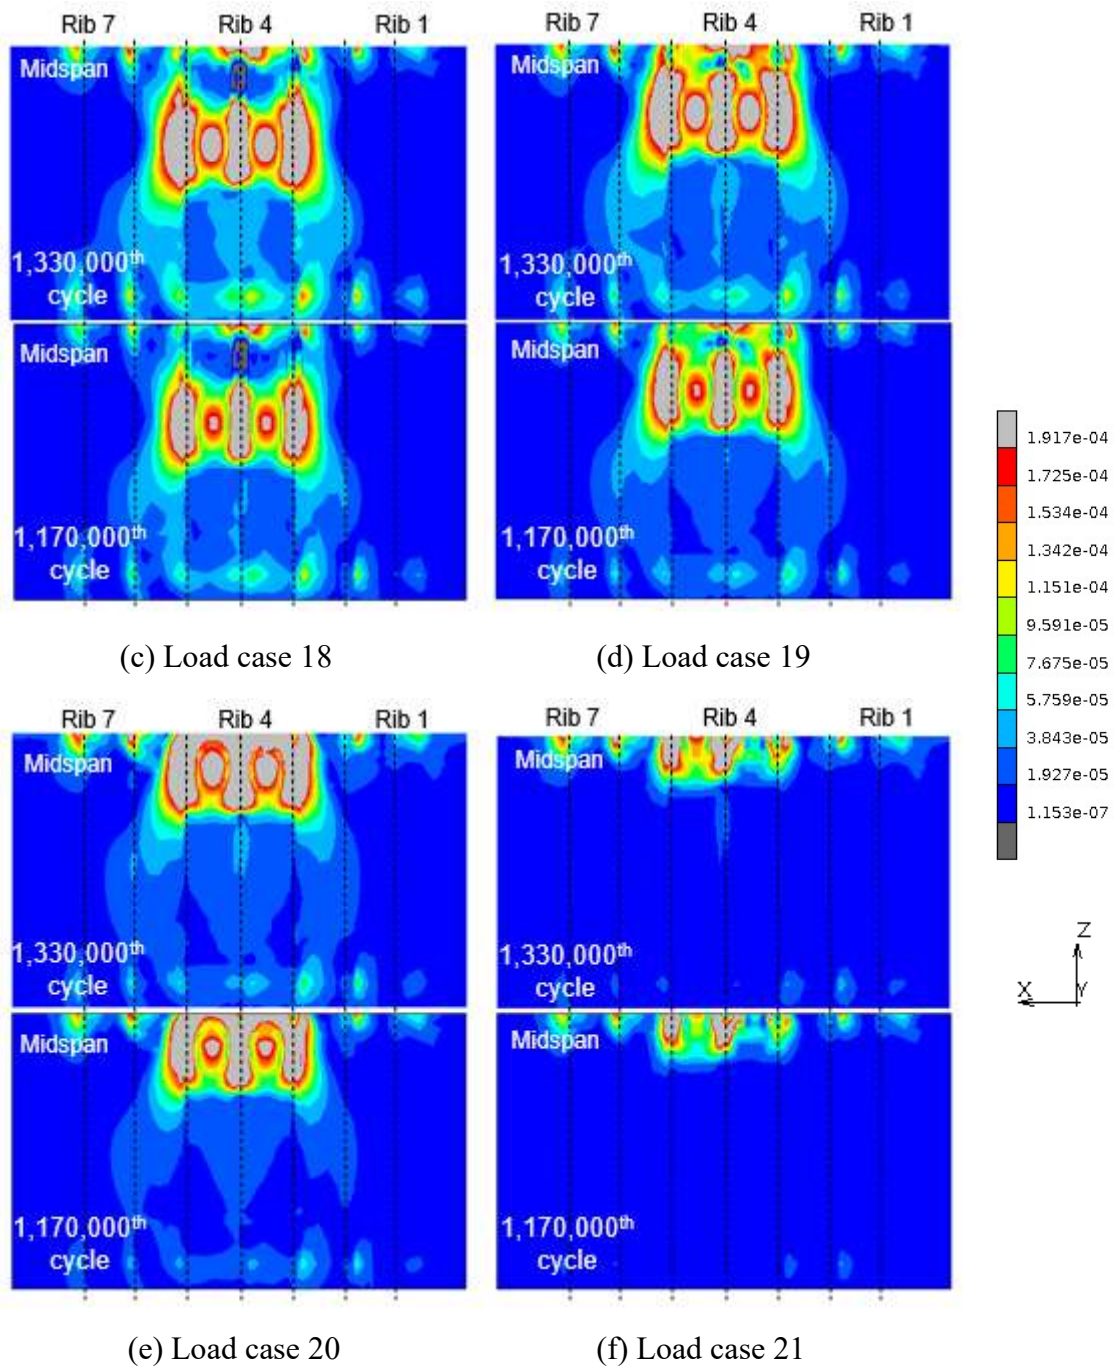 Rib 7 Rib 4 Rib 1
Midspan
1,330,000th
cycle
Midspan
1,170,000th
cycle
(c) Load case 18
Rib 7 Rib 4 Rib 1
Midspan
1,330,000th
cycle
Midspan
1,170,000th
cycle
(d) Load case 19
1.917e-04
1.725e-04
1.534e-04
1.342e-04
1.151e-04
9.591e-05
7.675e-05
5.759e-05
3.843e-05
1.927e-05
1.153e-07
Z
X Y
Rib 7 Rib 4 Rib 1
Midspan
1,330,000th
cycle
Midspan
1,170,000th
cycle
(e) Load case 20
Rib 7 Rib 4 Rib 1
Midspan
1,330,000th
cycle
Midspan
1,170,000th
cycle
(f) Load case 21